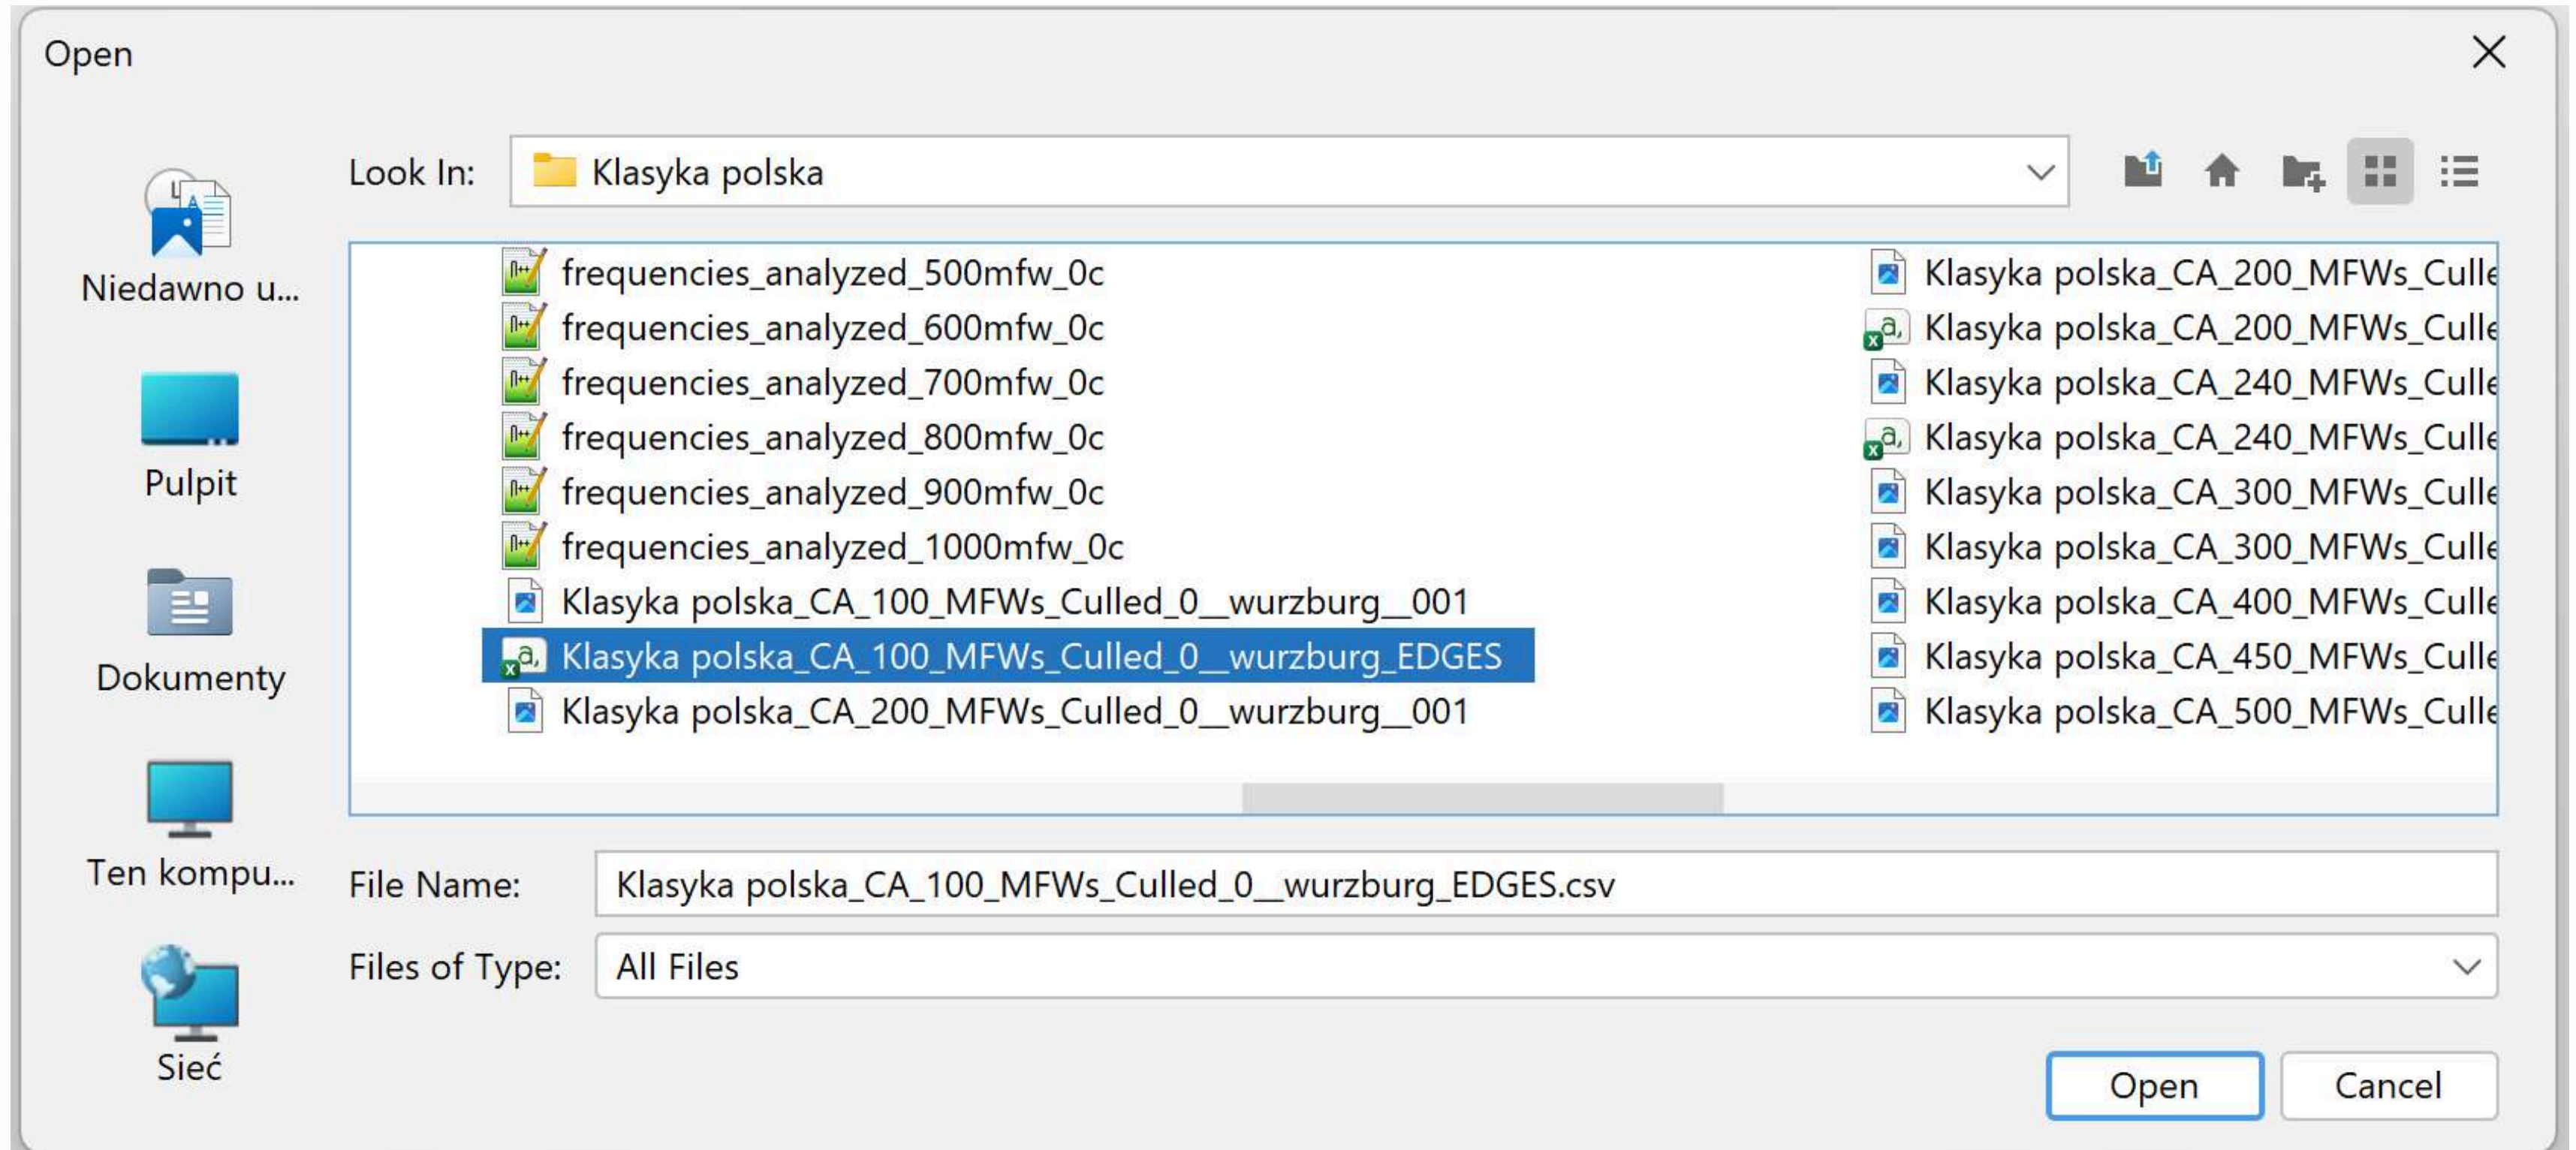 Open
Look In:
Klasyka polska
Niedawno u...
Pulpit
Dokumenty
Ten kompu...
Sieć
frequencies_analyzed_500mfw_0c
frequencies_analyzed_600mfw_0c
frequencies_analyzed_700mfw_0c
frequencies_analyzed_800mfw_0c
frequencies_analyzed_900mfw_0c
frequencies_analyzed_1000mfw_0c
Klasyka polska_CA_100_MFWs_Culled_0__wurzburg__001
Klasyka polska_CA_100_MFWs_Culled_0__wurzburg_EDGES
Klasyka polska_CA_200_MFWs_Culled_0__wurzburg__001
Klasyka polska_CA_200_MFWs_Culle
Klasyka polska_CA_200_MFWs_Culle
Klasyka polska_CA_240_MFWs_Culle
Klasyka polska_CA_240_MFWs_Culle
Klasyka polska_CA_300_MFWs_Culle
Klasyka polska_CA_300_MFWs_Culle
Klasyka polska_CA_400_MFWs_Culle
Klasyka polska_CA_450_MFWs_Culle
Klasyka polska_CA_500_MFWs_Culle
File Name:
Klasyka polska_CA_100_MFWs_Culled_0__wurzburg_EDGES.csv
Files of Type:
All Files
Open
Cancel